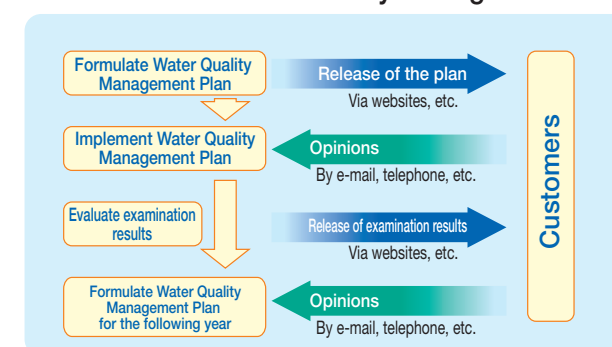 Formulate Water Quality
Management Plan
Release of the plan
Via websites, etc.
Implement Water Quality
Management Plan
Opinions
By e-mail, telephone, etc.
Evaluate examination
results
Release of examination results
Via websites, etc.
Formulate Water Quality
Management Plan
for the following year
Opinions
By e-mail, telephone, etc.
Customers